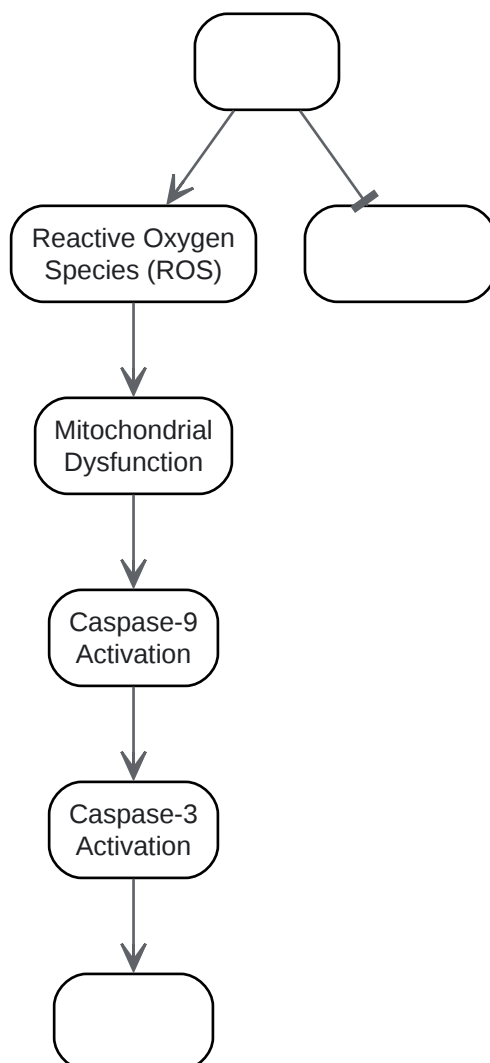 Reactive Oxygen
Species (ROS)
Mitochondrial
Dysfunction
Caspase-9
Activation
Caspase-3
Activation